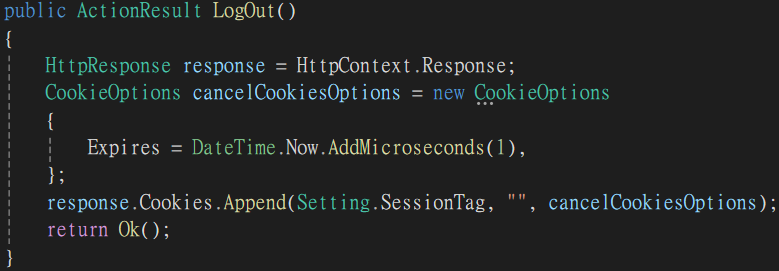 public ActionResult LogOut()
{
HttpResponse response = HttpContext.Response;
CookieOptions cancelCookiesOptions = new CookieOptions
{
Expires = DateTime.Now.AddMicroseconds(1),
};
response.Cookies.Append(Setting.SessionTag, "", cancelCookiesOptions);
return Ok();
}